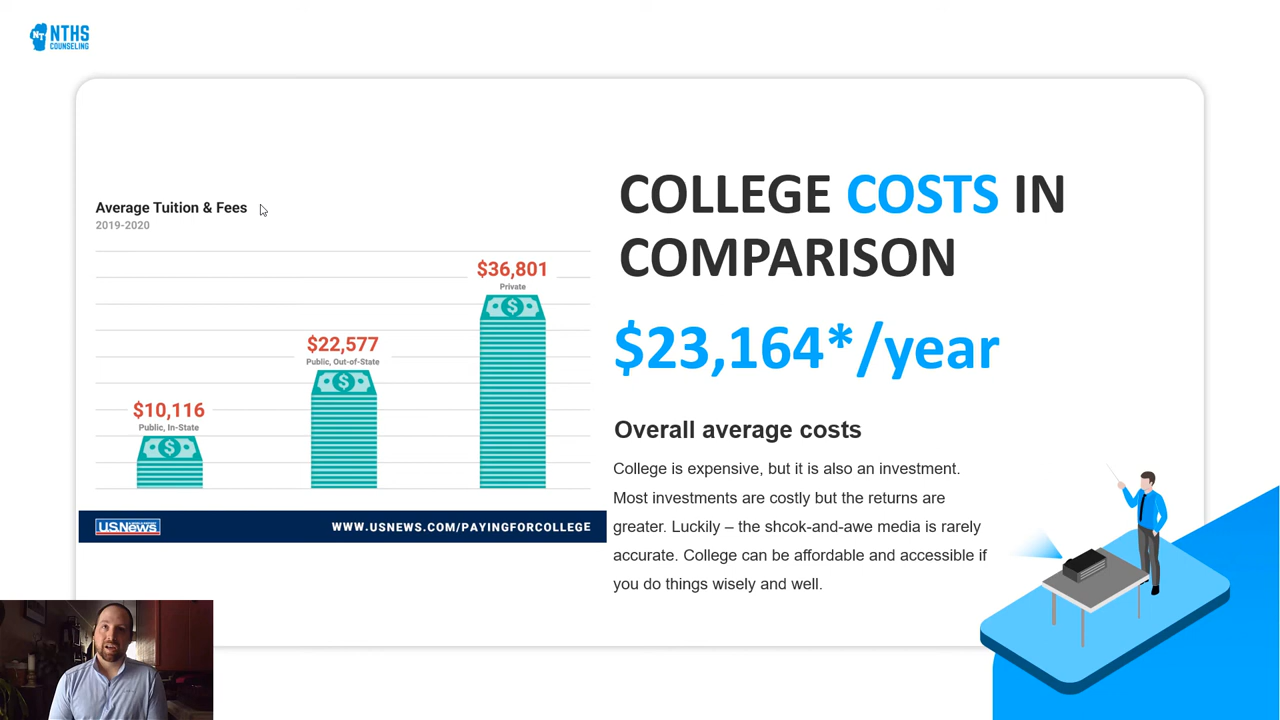 NTHS
COUNSELING
Average Tuition & Fees
2019-2020
$36,801
Private
$22,577
Public, Out-of-State
$10,116
Public, In-State
U.S.News
WWW.USNEWS.COM/PAYINGFORCOLLEGE
COLLEGE COSTS IN
COMPARISON
$23,164*/year
Overall average costs
College is expensive, but it is also an investment.
Most investments are costly but the returns are
greater. Luckily – the shcok-and-awe media is rarely
accurate. College can be affordable and accessible if
you do things wisely and well.